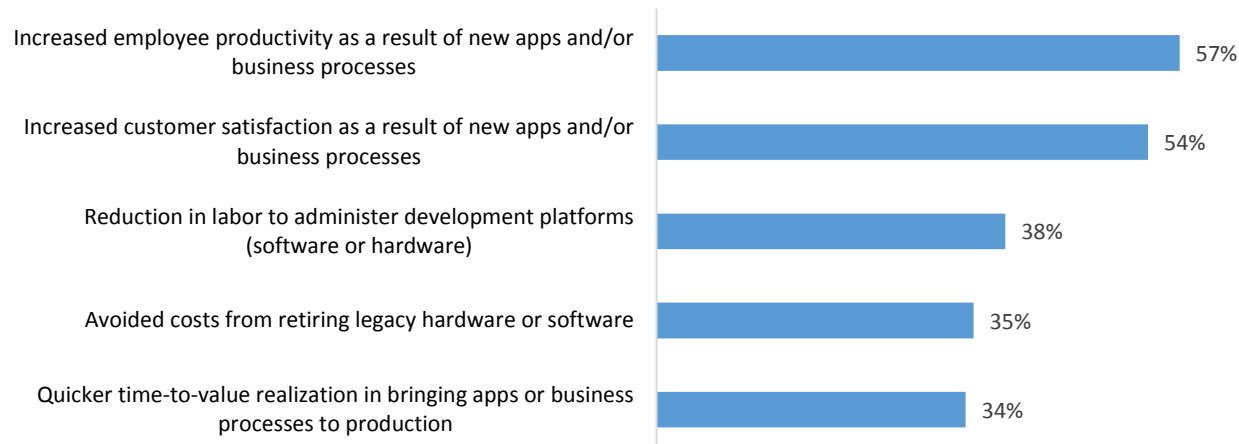 Increased employee productivity as a result of new apps and/or
business processes
57%
Increased customer satisfaction as a result of new apps and/or
business processes
54%
Reduction in labor to administer development platforms
(software or hardware)
38%
Avoided costs from retiring legacy hardware or software
35%
Quicker time-to-value realization in bringing apps or business
processes to production
34%